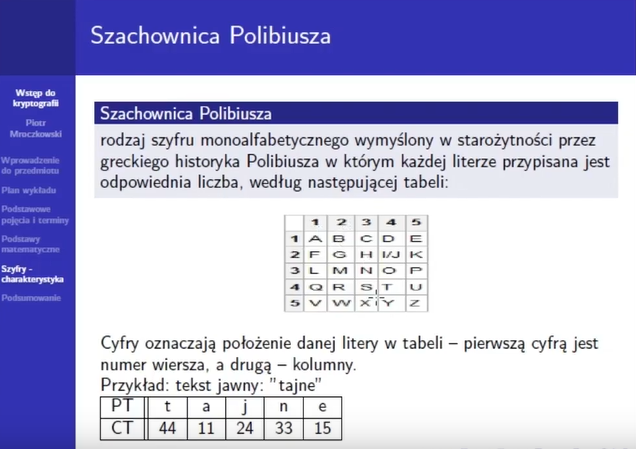 Szachownica Polibiusza
Wstęp do
kryptografii
Piotr
Mroczkowski
Wprowadzenie
do przedmiotu
Plan wykładu
Podstawowe
pojęcia i terminy
Podstawy
matematyczne
Szyfry -
charakterystyka
Podsumowanie
Szachownica Polibiusza
rodzaj szyfru monoalfabetycznego wymyślony w starożytności przez
greckiego historyka Polibiusza w którym każdej literze przypisana jest
odpowiednia liczba, według następującej tabeli:
1 2 3 4 5
1 A B C D E
2 F G H I/J K
3 L M N O P
4 Q R S T U
5 V W X Y Z
Cyfry oznaczają położenie danej litery w tabeli – pierwszą cyfrą jest
numer wiersza, a drugą – kolumny.
Przykład: tekst jawny: "tajne"
PT t a j n e
CT 44 11 24 33 15